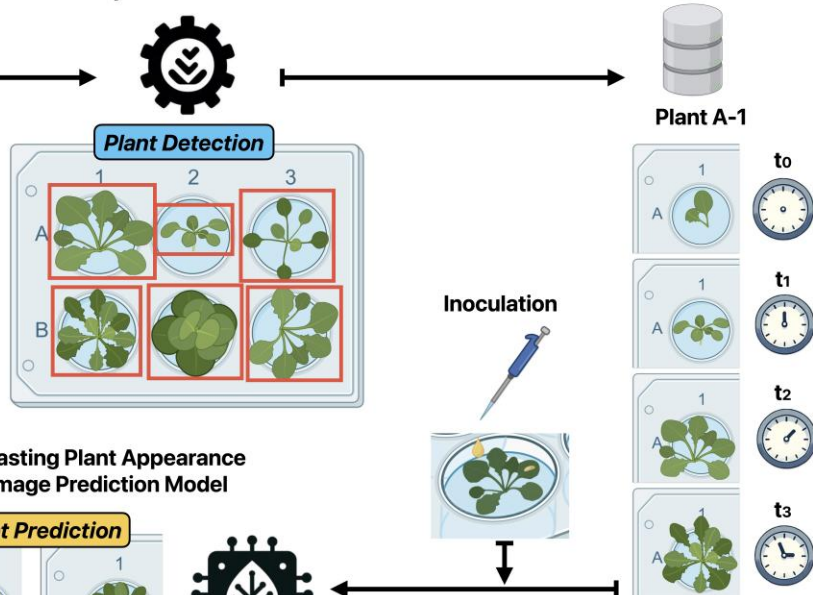 Plant Detection
1 2 3
A
B
Plant A-1
1
A
t0
1
A
t1
1
A
t2
1
A
t3
Inoculation
asting Plant Appearance
mage Prediction Model
t Prediction
1